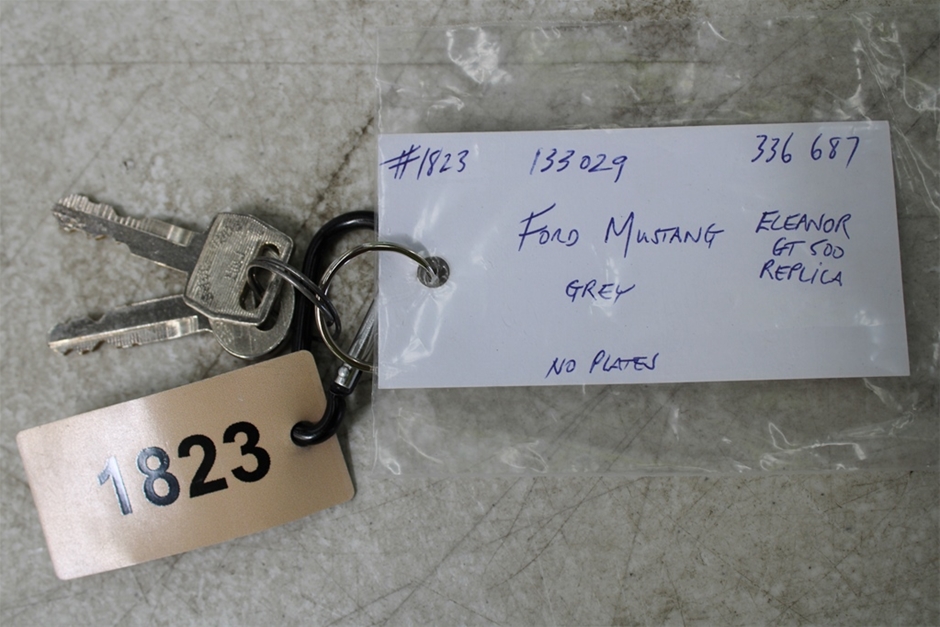 #1823 133029 336 687
FORD MUSTANG
ELEANOR
GT 500
REPLICA
GREY
NO PLATES
1823